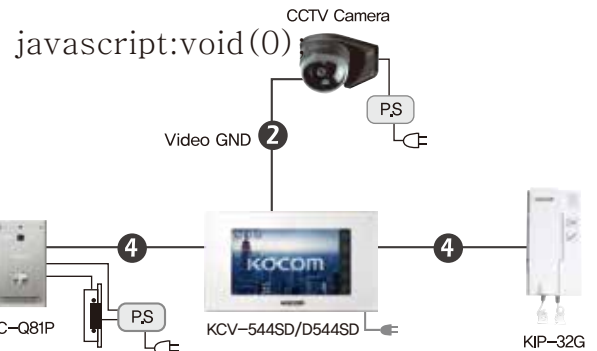 CCTV Camera
javascript:void(0)
P.S
Video GND 2
4
KOCOM
4
C-Q81P
P.S
KCV-544SD/D544SD
KIP-32G